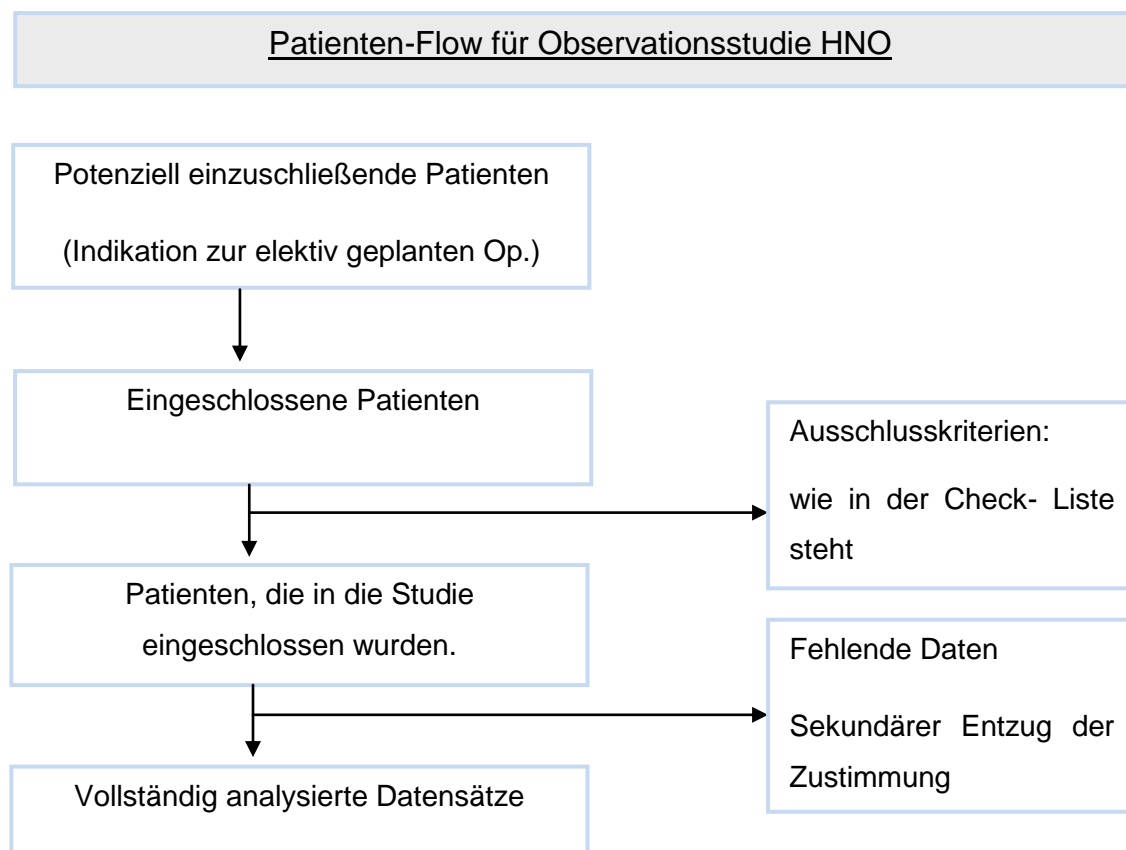 Patienten-Flow für Observationsstudie HNO
Potenziell einzuschließende Patienten
(Indikation zur elektiv geplanten Op.)
Eingeschlossene Patienten
Ausschlusskriterien:
wie in der Check- Liste
steht
Patienten, die in die Studie
eingeschlossen wurden.
Fehlende Daten
Sekundärer Entzug der
Zustimmung
Vollständig analysierte Datensätze